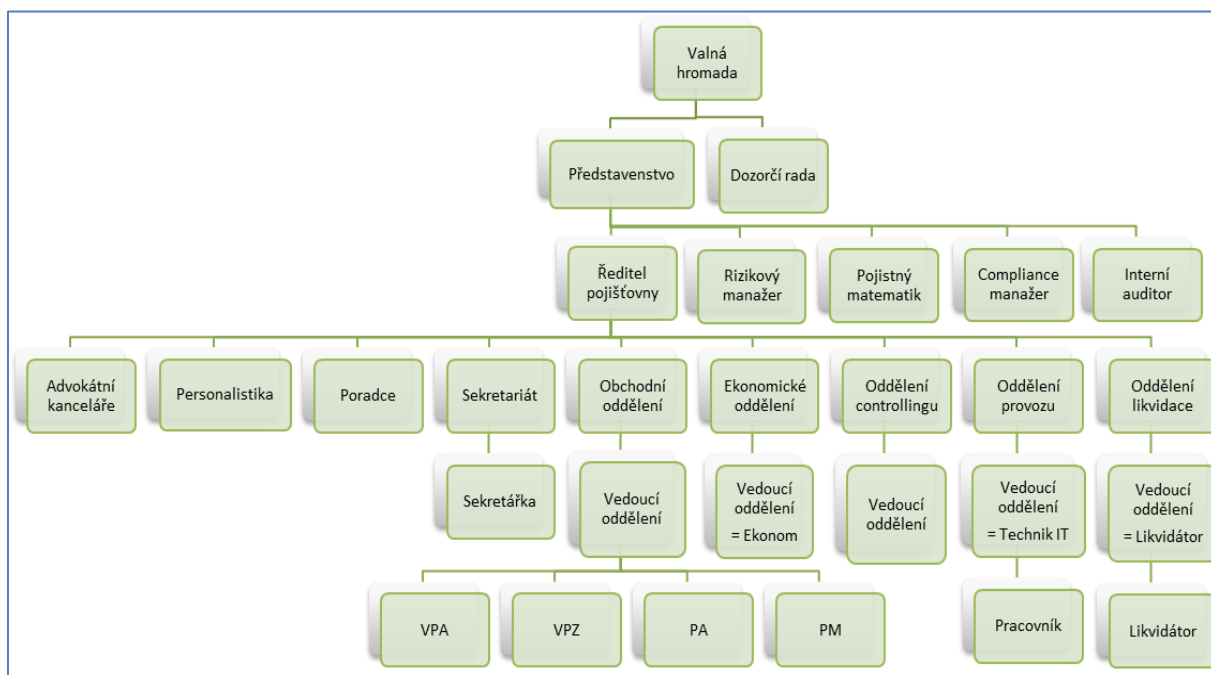 Valná
hromada
Představenstvo
Dozorčí rada
Ředitel
pojišťovny
Rizikový
manažer
Pojistný
matematik
Compliance
manažer
Interní
auditor
Advokátní
kanceláře
Personalistika
Poradce
Sekretariát
Obchodní
oddělení
Ekonomické
oddělení
Oddělení
controllingu
Oddělení
provozu
Oddělení
likvidace
Sekretářka
Vedoucí
oddělení
Vedoucí
oddělení
= Ekonom
Vedoucí
oddělení
Vedoucí
oddělení
= Technik IT
Vedoucí
oddělení
= Likvidátor
VPA
VPZ
PA
PM
Pracovník
Likvidátor